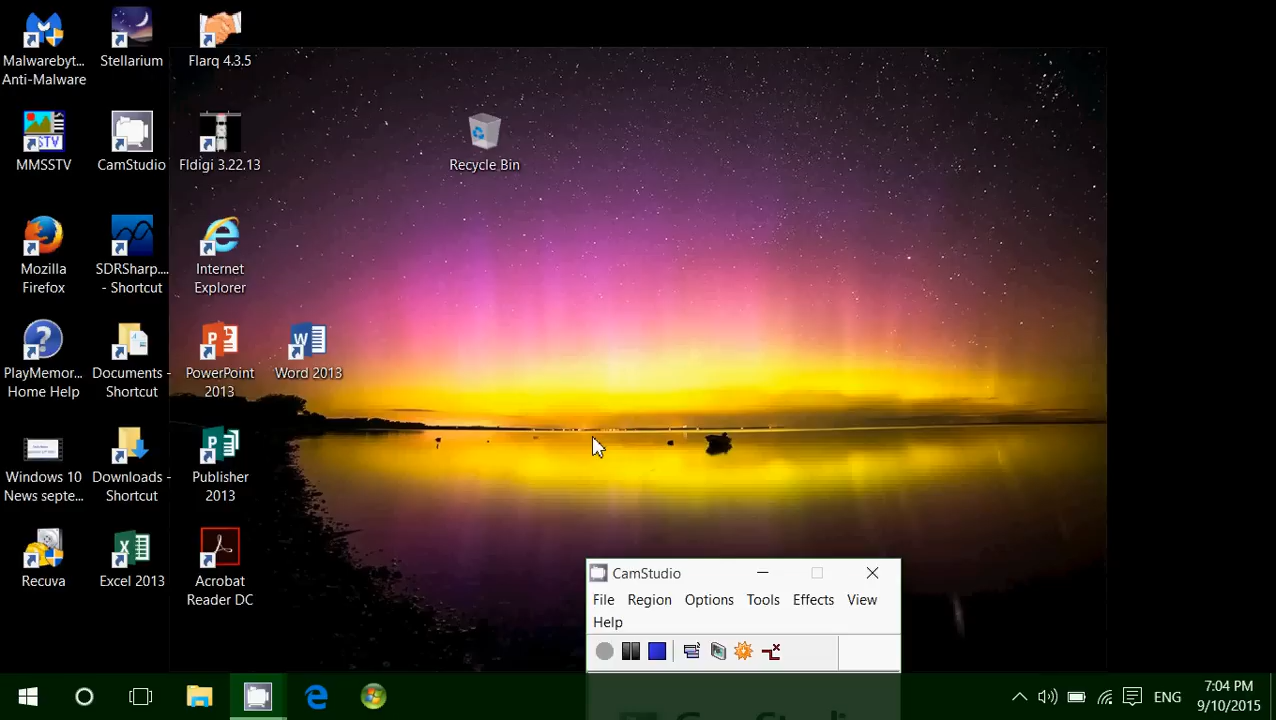 Malwarebyt...
Anti-Malware
Stellarium
Flarq 4.3.5
MMSSTV
CamStudio
Fldigi 3.22.13
Recycle Bin
Mozilla
Firefox
SDRSharp....
- Shortcut
Internet
Explorer
PlayMemor...
Home Help
Documents -
Shortcut
PowerPoint
2013
Word 2013
Windows 10
News septe...
Downloads -
Shortcut
Publisher
2013
Recuva
Excel 2013
Acrobat
Reader DC
CamStudio
File Region Options Tools Effects View
Help
ENG
7:04 PM
9/10/2015